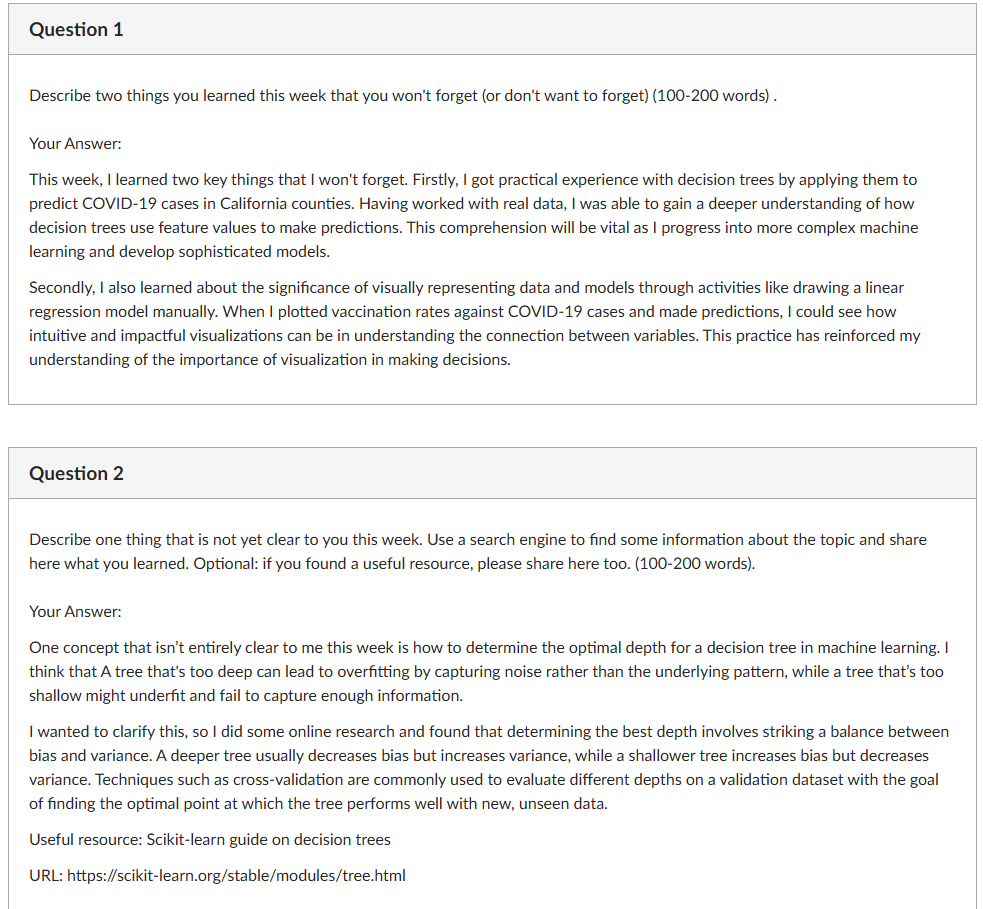 Question 1
Describe two things you learned this week that you won't forget (or don't want to forget) (100-200 words) .
Your Answer:
This week, I learned two key things that I won't forget. Firstly, I got practical experience with decision trees by applying them to
predict COVID-19 cases in California counties. Having worked with real data, I was able to gain a deeper understanding of how
decision trees use feature values to make predictions. This comprehension will be vital as I progress into more complex machine
learning and develop sophisticated models.
Secondly, I also learned about the significance of visually representing data and models through activities like drawing a linear
regression model manually. When I plotted vaccination rates against COVID-19 cases and made predictions, I could see how
intuitive and impactful visualizations can be in understanding the connection between variables. This practice has reinforced my
understanding of the importance of visualization in making decisions.
Question 2
Describe one thing that is not yet clear to you this week. Use a search engine to find some information about the topic and share
here what you learned. Optional: if you found a useful resource, please share here too. (100-200 words).
Your Answer:
One concept that isn't entirely clear to me this week is how to determine the optimal depth for a decision tree in machine learning. I
think that A tree that's too deep can lead to overfitting by capturing noise rather than the underlying pattern, while a tree that's too
shallow might underfit and fail to capture enough information.
I wanted to clarify this, so I did some online research and found that determining the best depth involves striking a balance between
bias and variance. A deeper tree usually decreases bias but increases variance, while a shallower tree increases bias but decreases
variance. Techniques such as cross-validation are commonly used to evaluate different depths on a validation dataset with the goal
of finding the optimal point at which the tree performs well with new, unseen data.
Useful resource: Scikit-learn guide on decision trees
URL: https://scikit-learn.org/stable/modules/tree.html